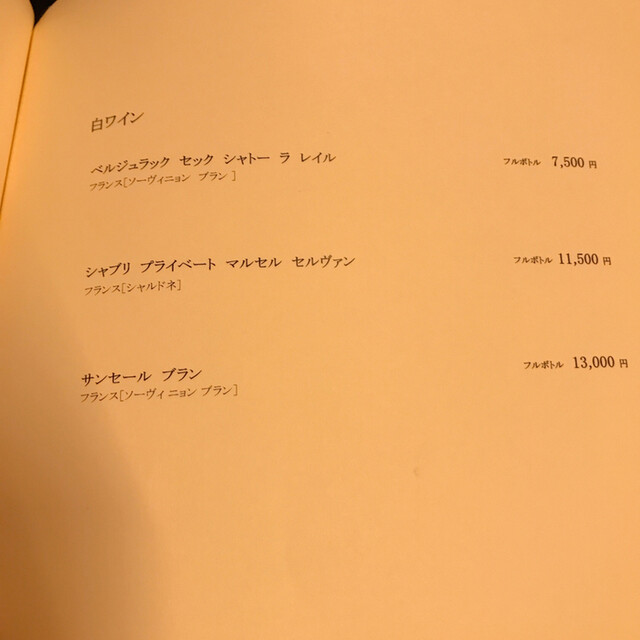 白ワイン
ベルジュラック セック シャトー ラ レイル フルボトル 7,500 円
フランス[ソーヴィニョン ブラン ]
シャブリ プライベート マルセル セルヴァン フルボトル 11,500 円
フランス[シャルドネ]
サンセール ブラン フルボトル 13,000 円
フランス[ソーヴィニョン ブラン]